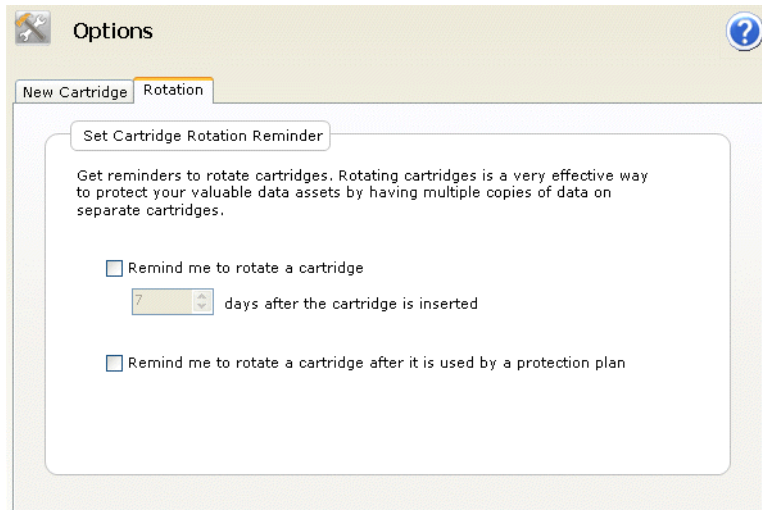 Options
?
New Cartridge
Rotation
Set Cartridge Rotation Reminder
Get reminders to rotate cartridges. Rotating cartridges is a very effective way
to protect your valuable data assets by having multiple copies of data on
separate cartridges.
Remind me to rotate a cartridge
7
days after the cartridge is inserted
Remind me to rotate a cartridge after it is used by a protection plan